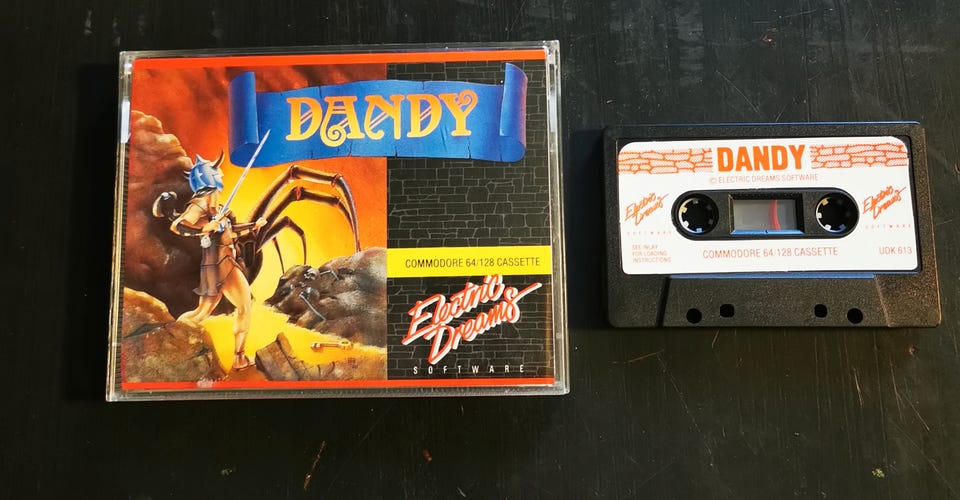 DANDY
COMMODORE 64/128 CASSETTE
Electric
Dreams
SOFTWARE
DANDY
© ELECTRIC DREAMS SOFTWARE
Electric
Dreams
SOFTWARE
Electric
Dreams
SOFTWARE
SEE INLAY
FOR LOADING
INSTRUCTIONS
COMMODORE 64/128 CASSETTE
UDK 613